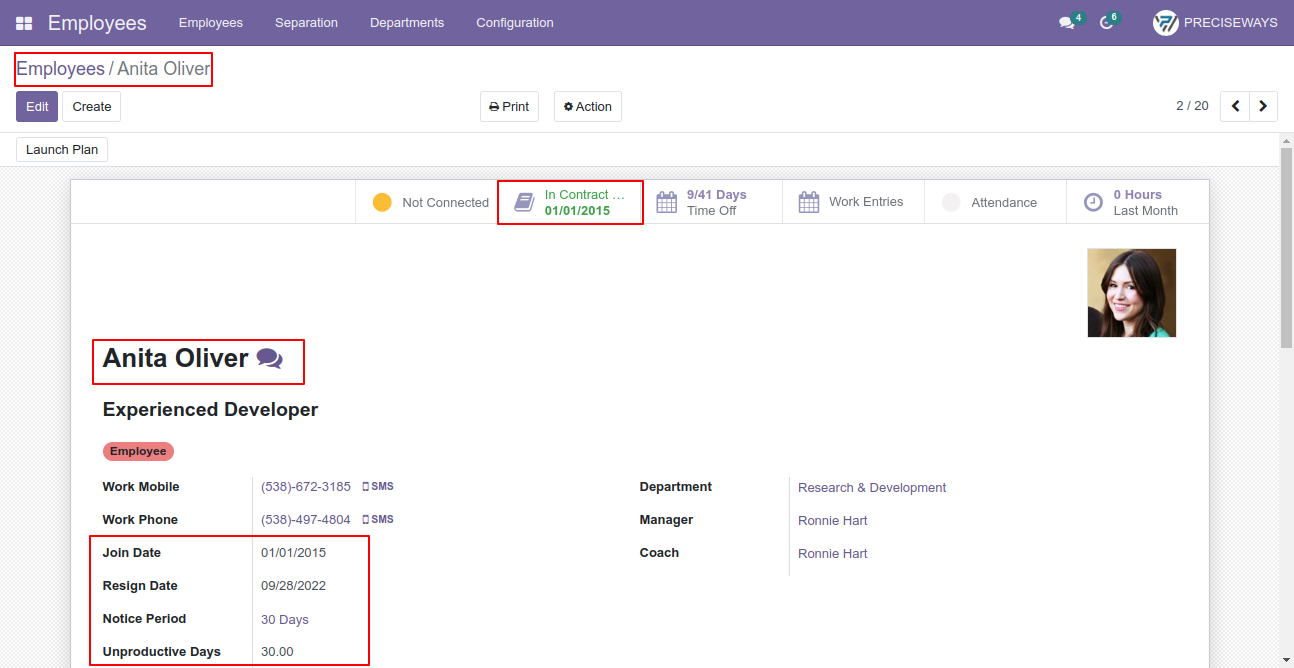 Employees Employees Separation Departments Configuration 4 6 PRECISEWAYS
Employees / Anita Oliver
Edit Create Print Action 2 / 20
Launch Plan
Not Connected
In Contract ...
01/01/2015
9/41 Days
Time Off
Work Entries
Attendance
0 Hours
Last Month
Anita Oliver
Experienced Developer
Employee
Work Mobile (538)-672-3185 SMS
Work Phone (538)-497-4804 SMS
Join Date 01/01/2015
Resign Date 09/28/2022
Notice Period 30 Days
Unproductive Days 30.00
Department Research & Development
Manager Ronnie Hart
Coach Ronnie Hart